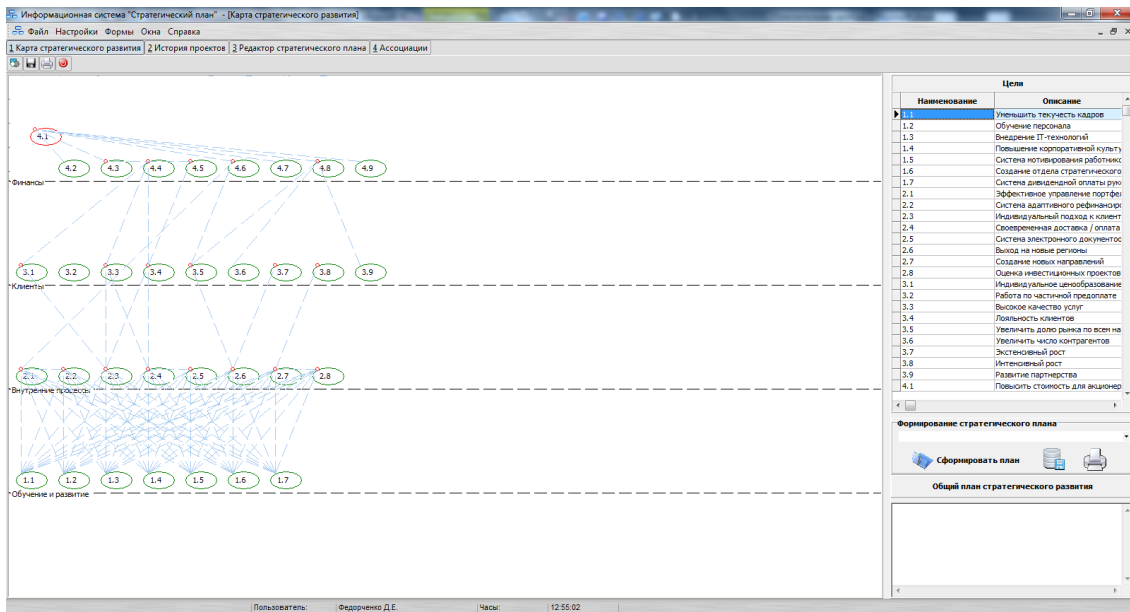 Информационная система "Стратегический план" - [Карта стратегического развития]
Файл Настройки Формы Окна Справка
1 Карта стратегического развития 2 История проектов 3 Редактор стратегического плана 4 Ассоциации
4.1
4.2 4.3 4.4 4.5 4.6 4.7 4.8 4.9
Финансы
3.1 3.2 3.3 3.4 3.5 3.6 3.7 3.8 3.9
Клиенты
2.1 2.2 2.3 2.4 2.5 2.6 2.7 2.8
Внутренние процессы
1.1 1.2 1.3 1.4 1.5 1.6 1.7
Обучение и развитие
Цели
Наименование Описание
1.1 Уменьшить текучесть кадров
1.2 Обучение персонала
1.3 Внедрение IT-технологий
1.4 Повышение корпоративной культу
1.5 Система мотивирования работникс
1.6 Создание отдела стратегического
1.7 Система дивидендной оплаты рук
2.1 Эффективное управление портфел
2.2 Система адаптивного рефинансир
2.3 Индивидуальный подход к клиент
2.4 Своевременная доставка / оплата
2.5 Система электронного документос
2.6 Выход на новые регионы
2.7 Создание новых направлений
2.8 Оценка инвестиционных проектов
3.1 Индивидуальное ценообразование
3.2 Работа по частичной предоплате
3.3 Высокое качество услуг
3.4 Лояльность клиентов
3.5 Увеличить долю рынка по всем на
3.6 Увеличить число контрагентов
3.7 Экстенсивный рост
3.8 Интенсивный рост
3.9 Развитие партнерства
4.1 Повысить стоимость для акционер
Формирование стратегического плана
Сформировать план
Общий план стратегического развития
Пользователь: Федорченко Д.Е. Часы: 12:55:02